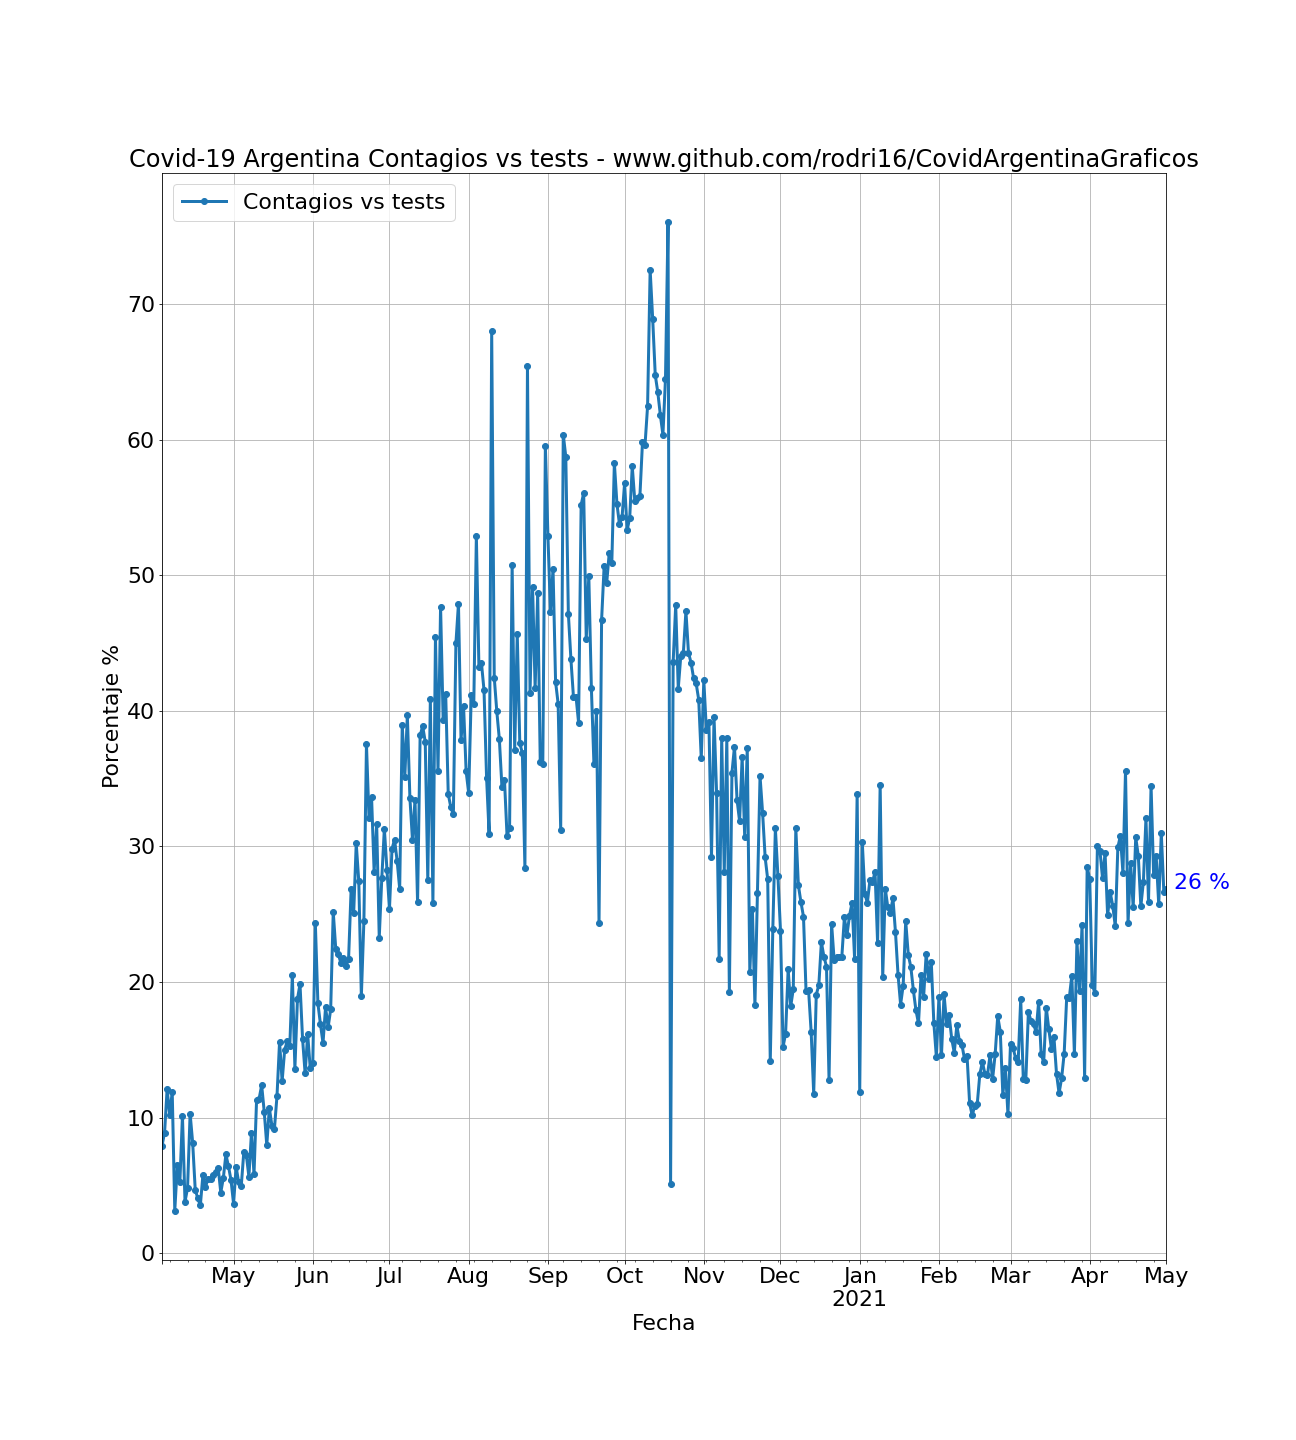 Covid-19 Argentina Contagios vs tests - www.github.com/rodri16/CovidArgentinaGraficos
Contagios vs tests
70
60
50
40
30
20
10
0
Porcentaje %
26 %
May Jun Jul Aug Sep Oct Nov Dec Jan Feb Mar Apr May
2021
Fecha